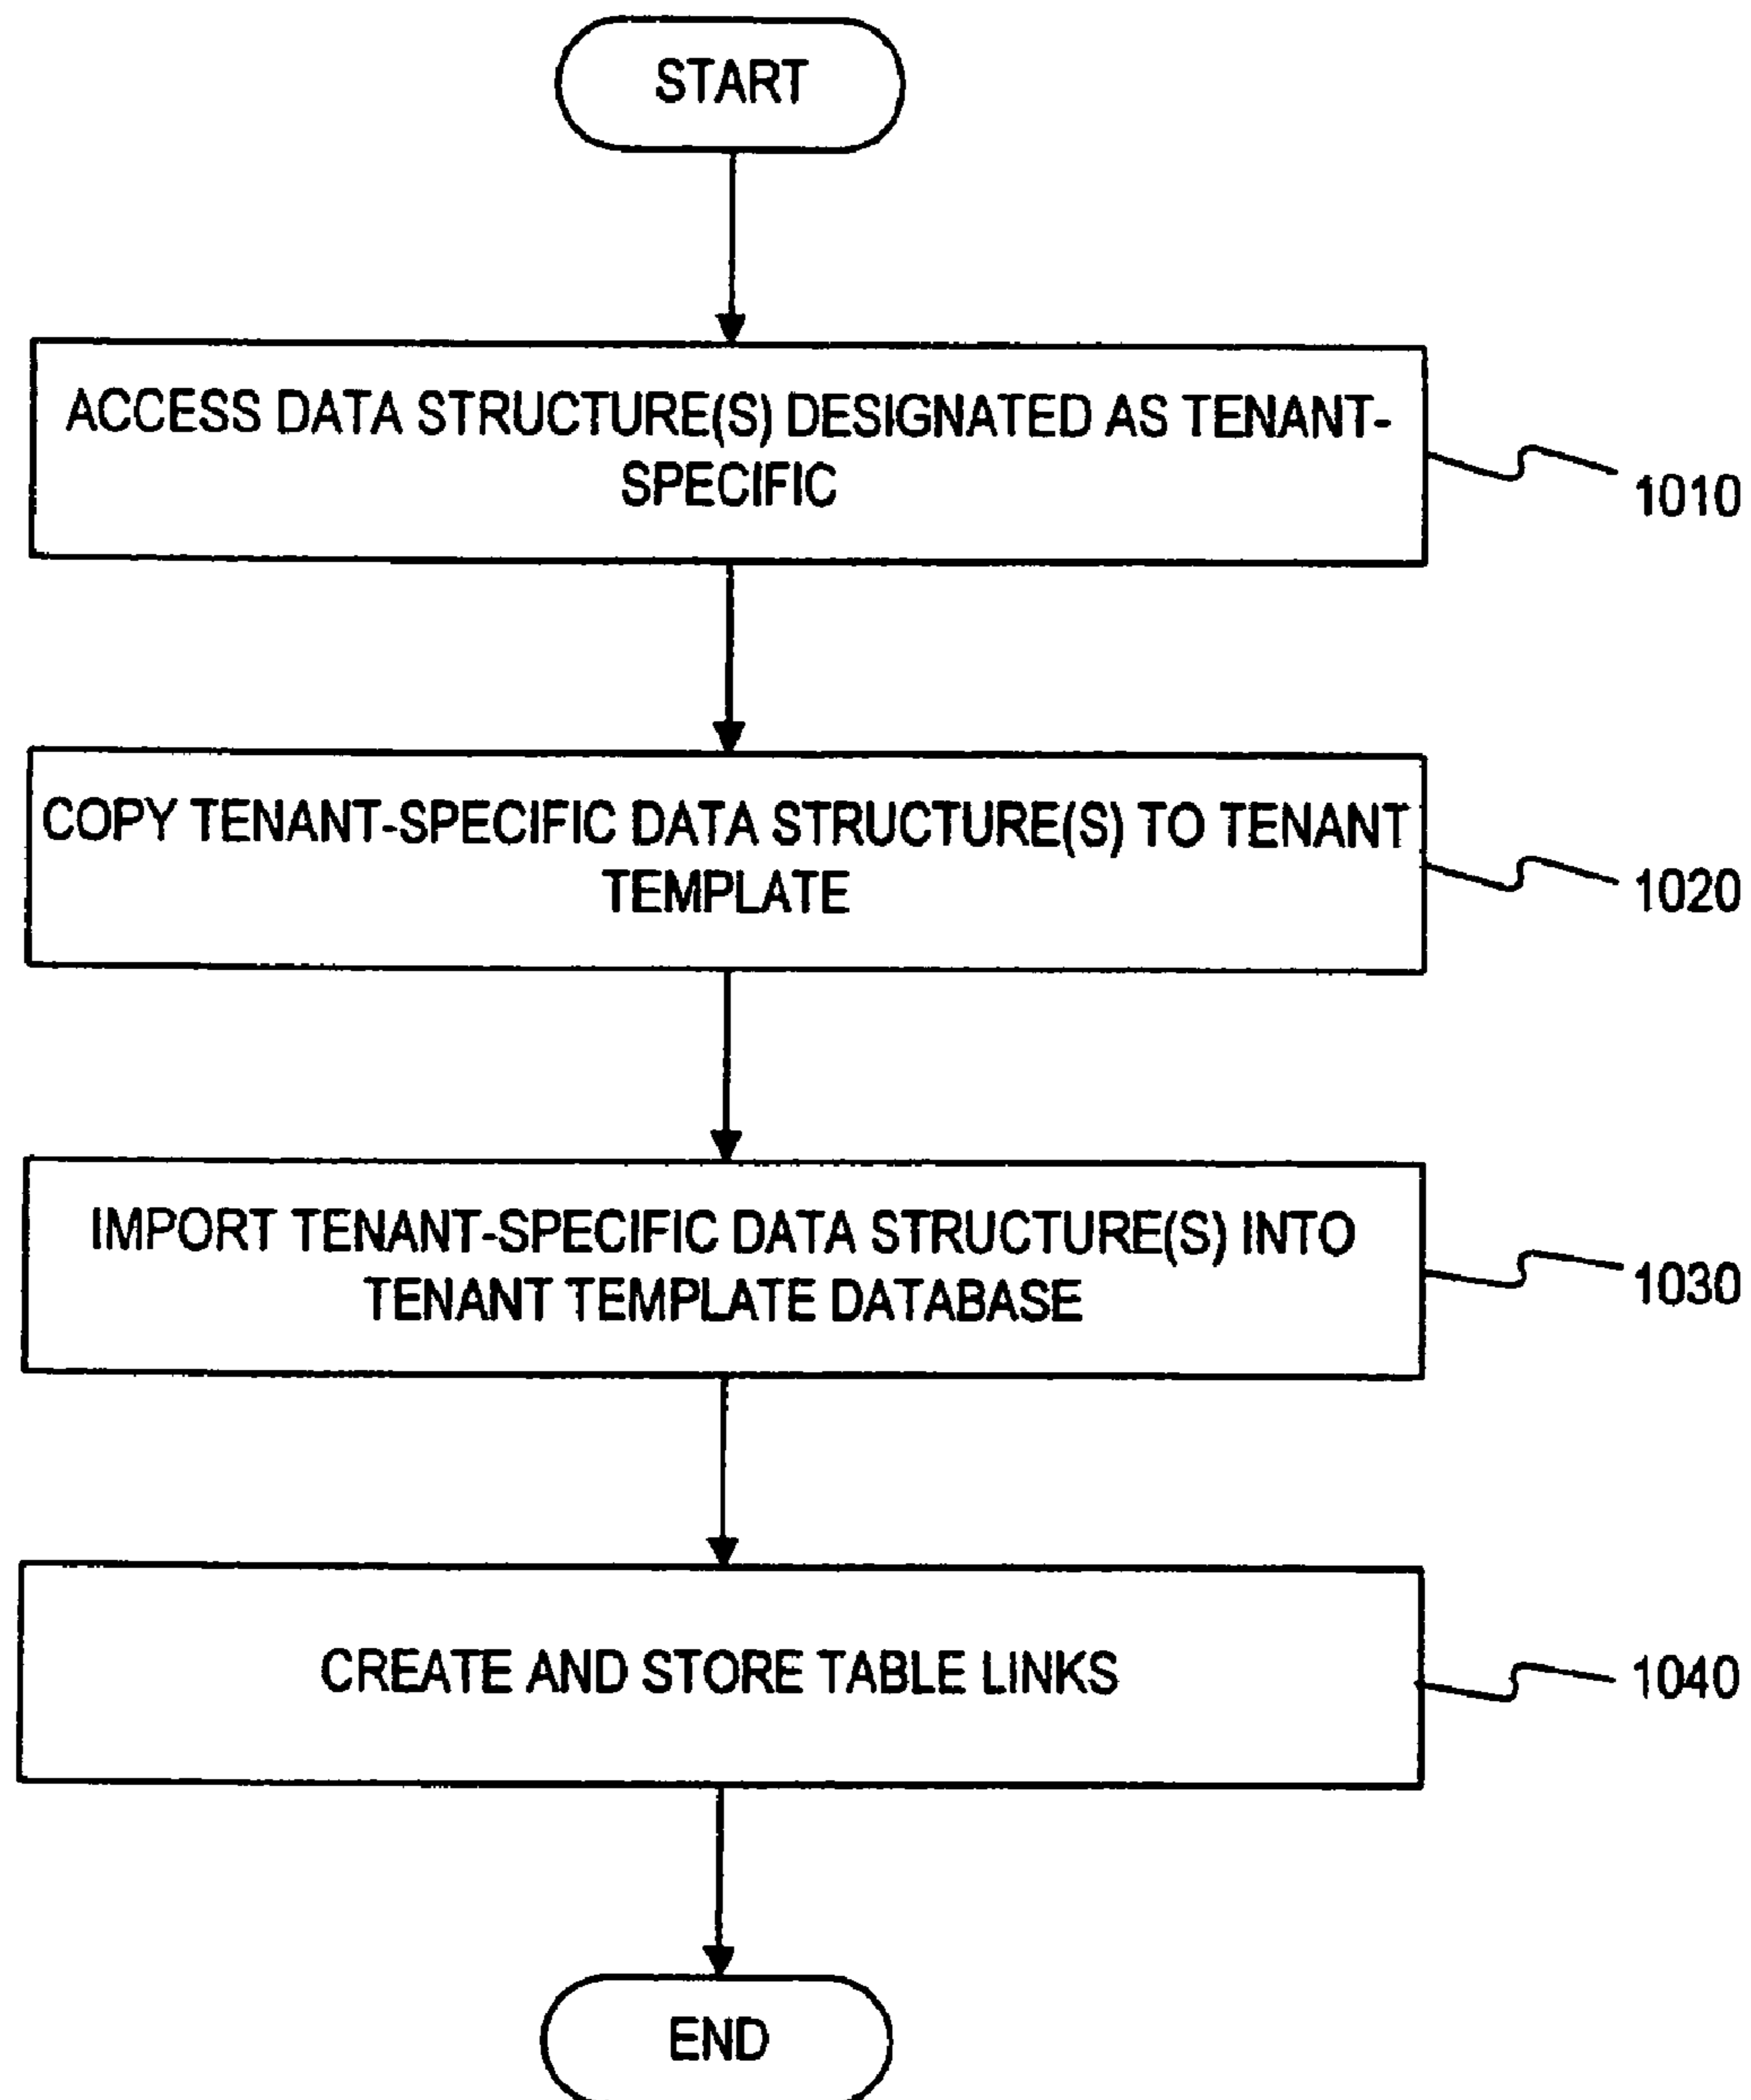 START
ACCESS DATA STRUCTURE(S) DESIGNATED AS TENANT-
SPECIFIC
1010
COPY TENANT-SPECIFIC DATA STRUCTURE(S) TO TENANT
TEMPLATE
1020
IMPORT TENANT-SPECIFIC DATA STRUCTURE(S) INTO
TENANT TEMPLATE DATABASE
1030
CREATE AND STORE TABLE LINKS
1040
END